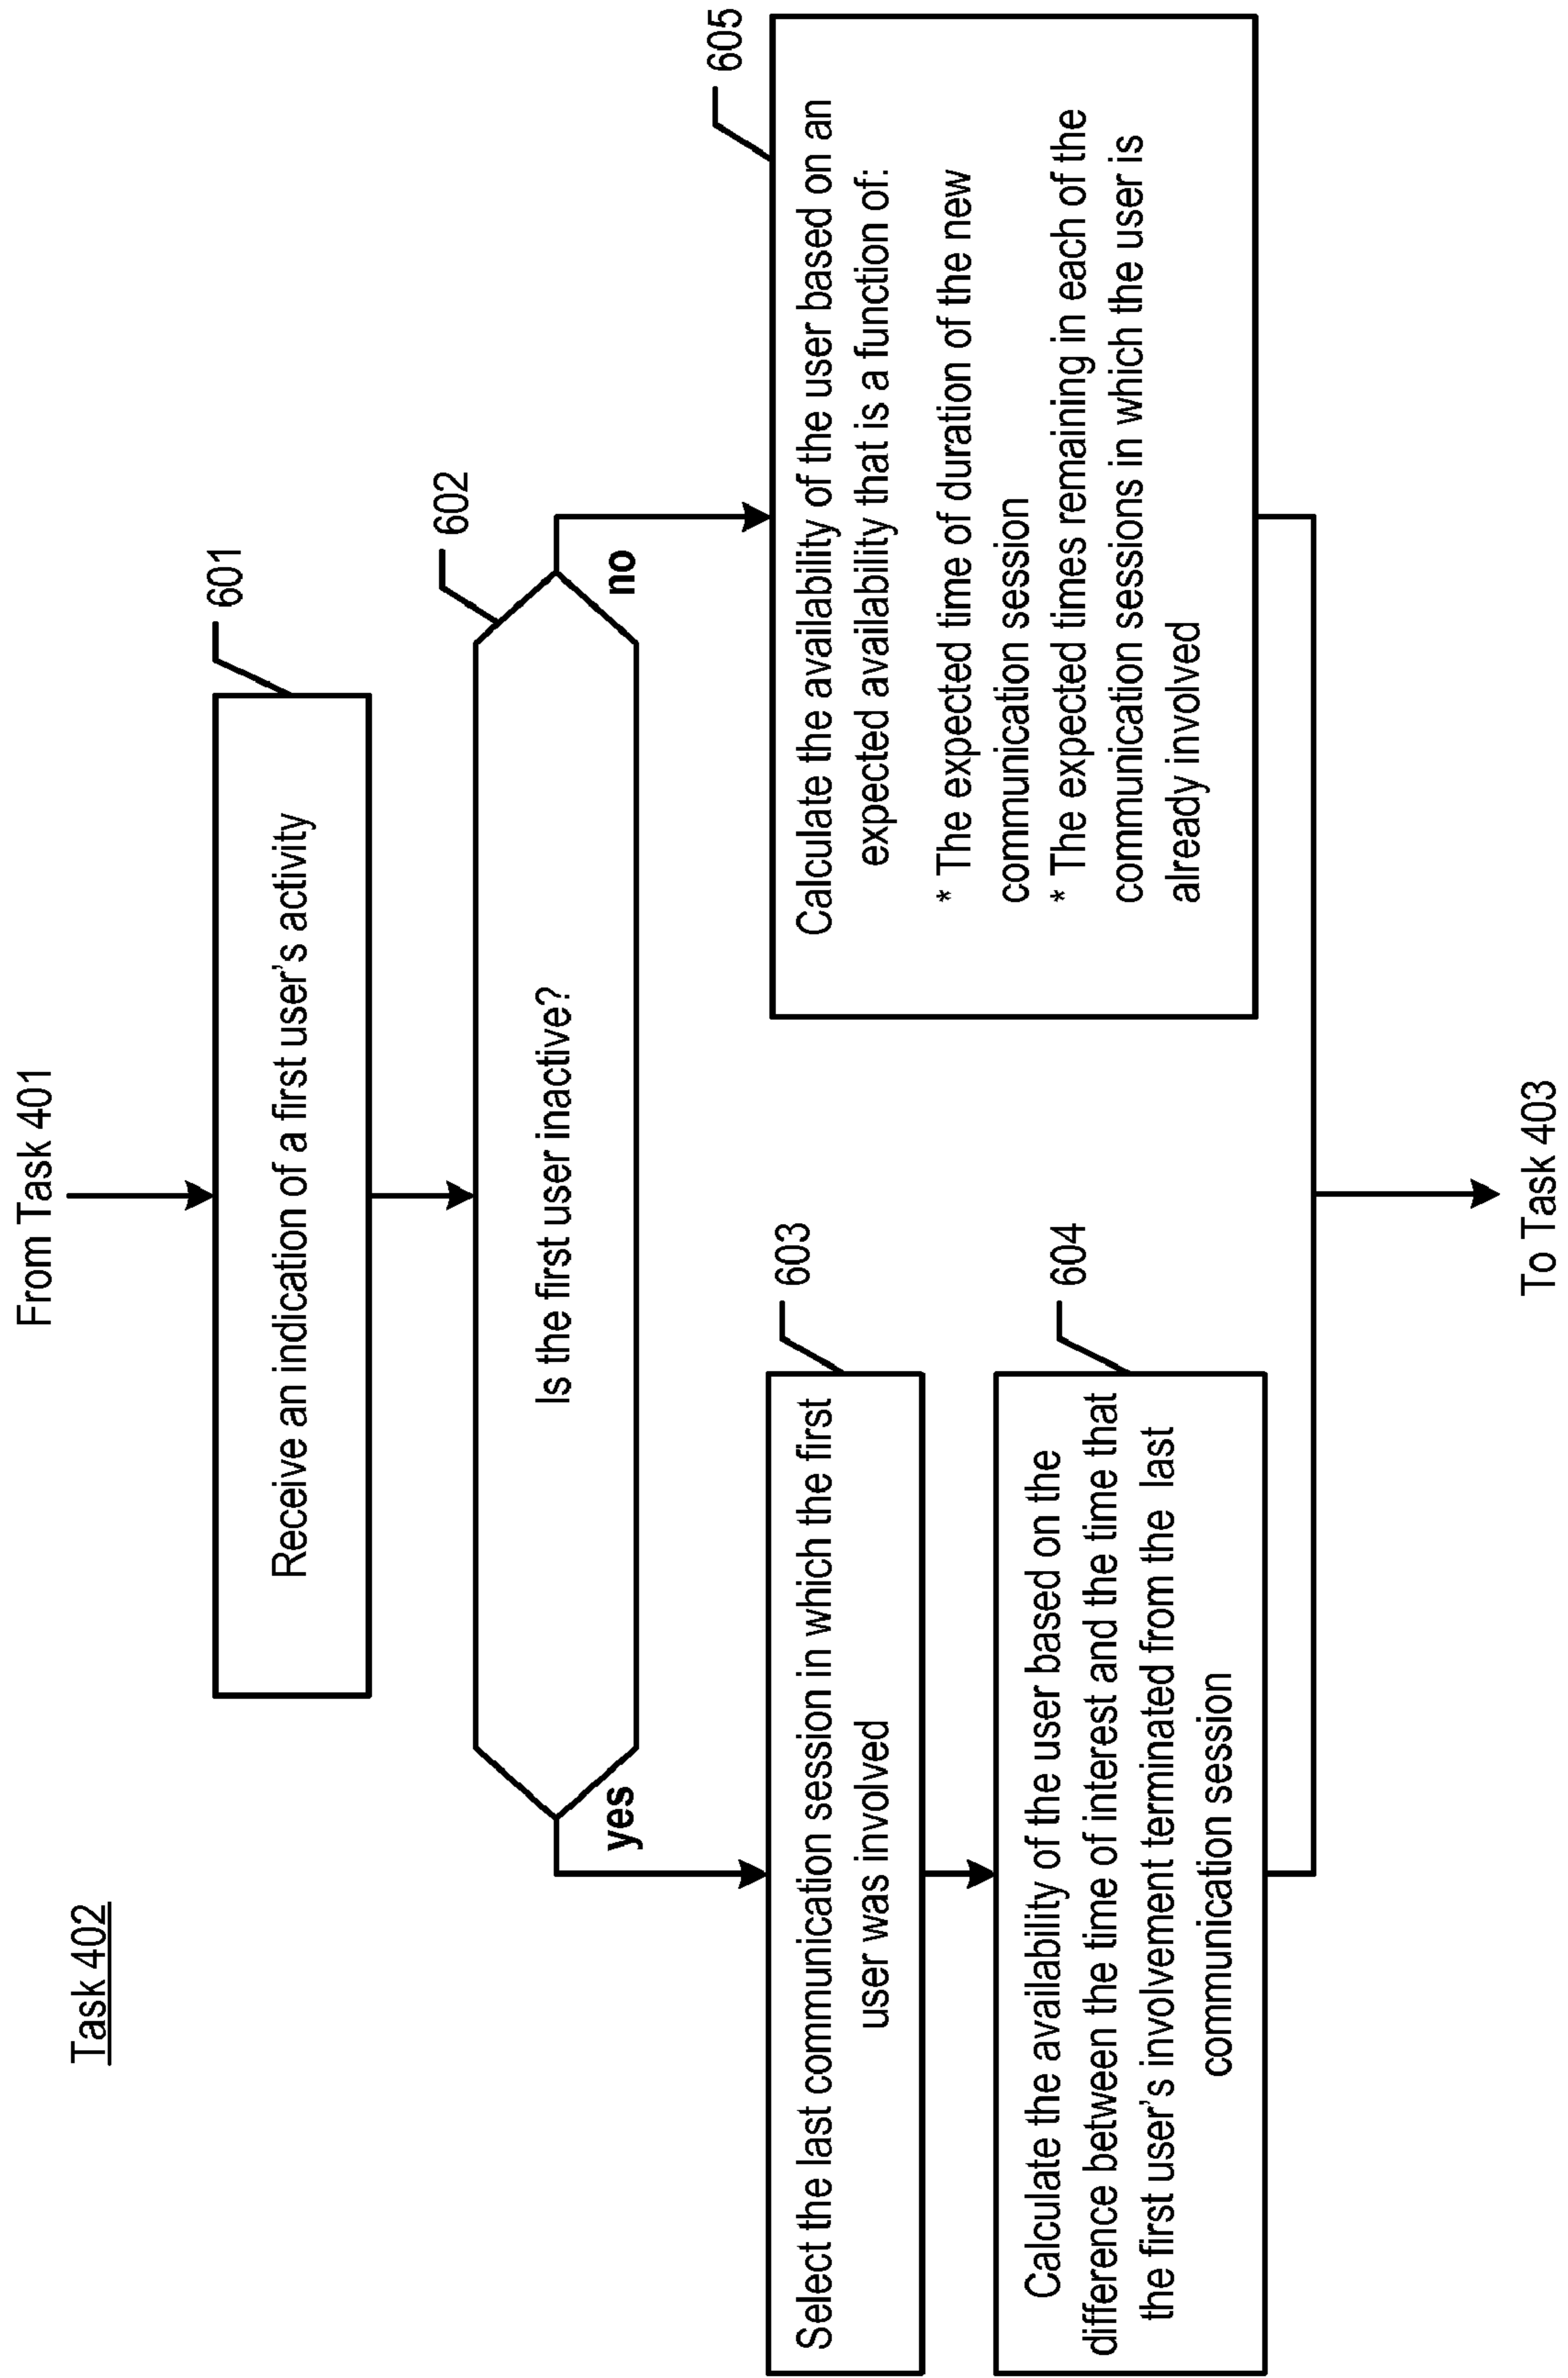 Task 402
From Task 401
601
Receive an indication of a first user's activity
602
Is the first user inactive?
yes
no
603
Select the last communication session in which the first
user was involved
604
Calculate the availability of the user based on the
difference between the time of interest and the time that
the first user's involvement terminated from the last
communication session
605
Calculate the availability of the user based on an
expected availability that is a function of:
* The expected time of duration of the new
communication session
* The expected times remaining in each of the
communication sessions in which the user is
already involved
To Task 403